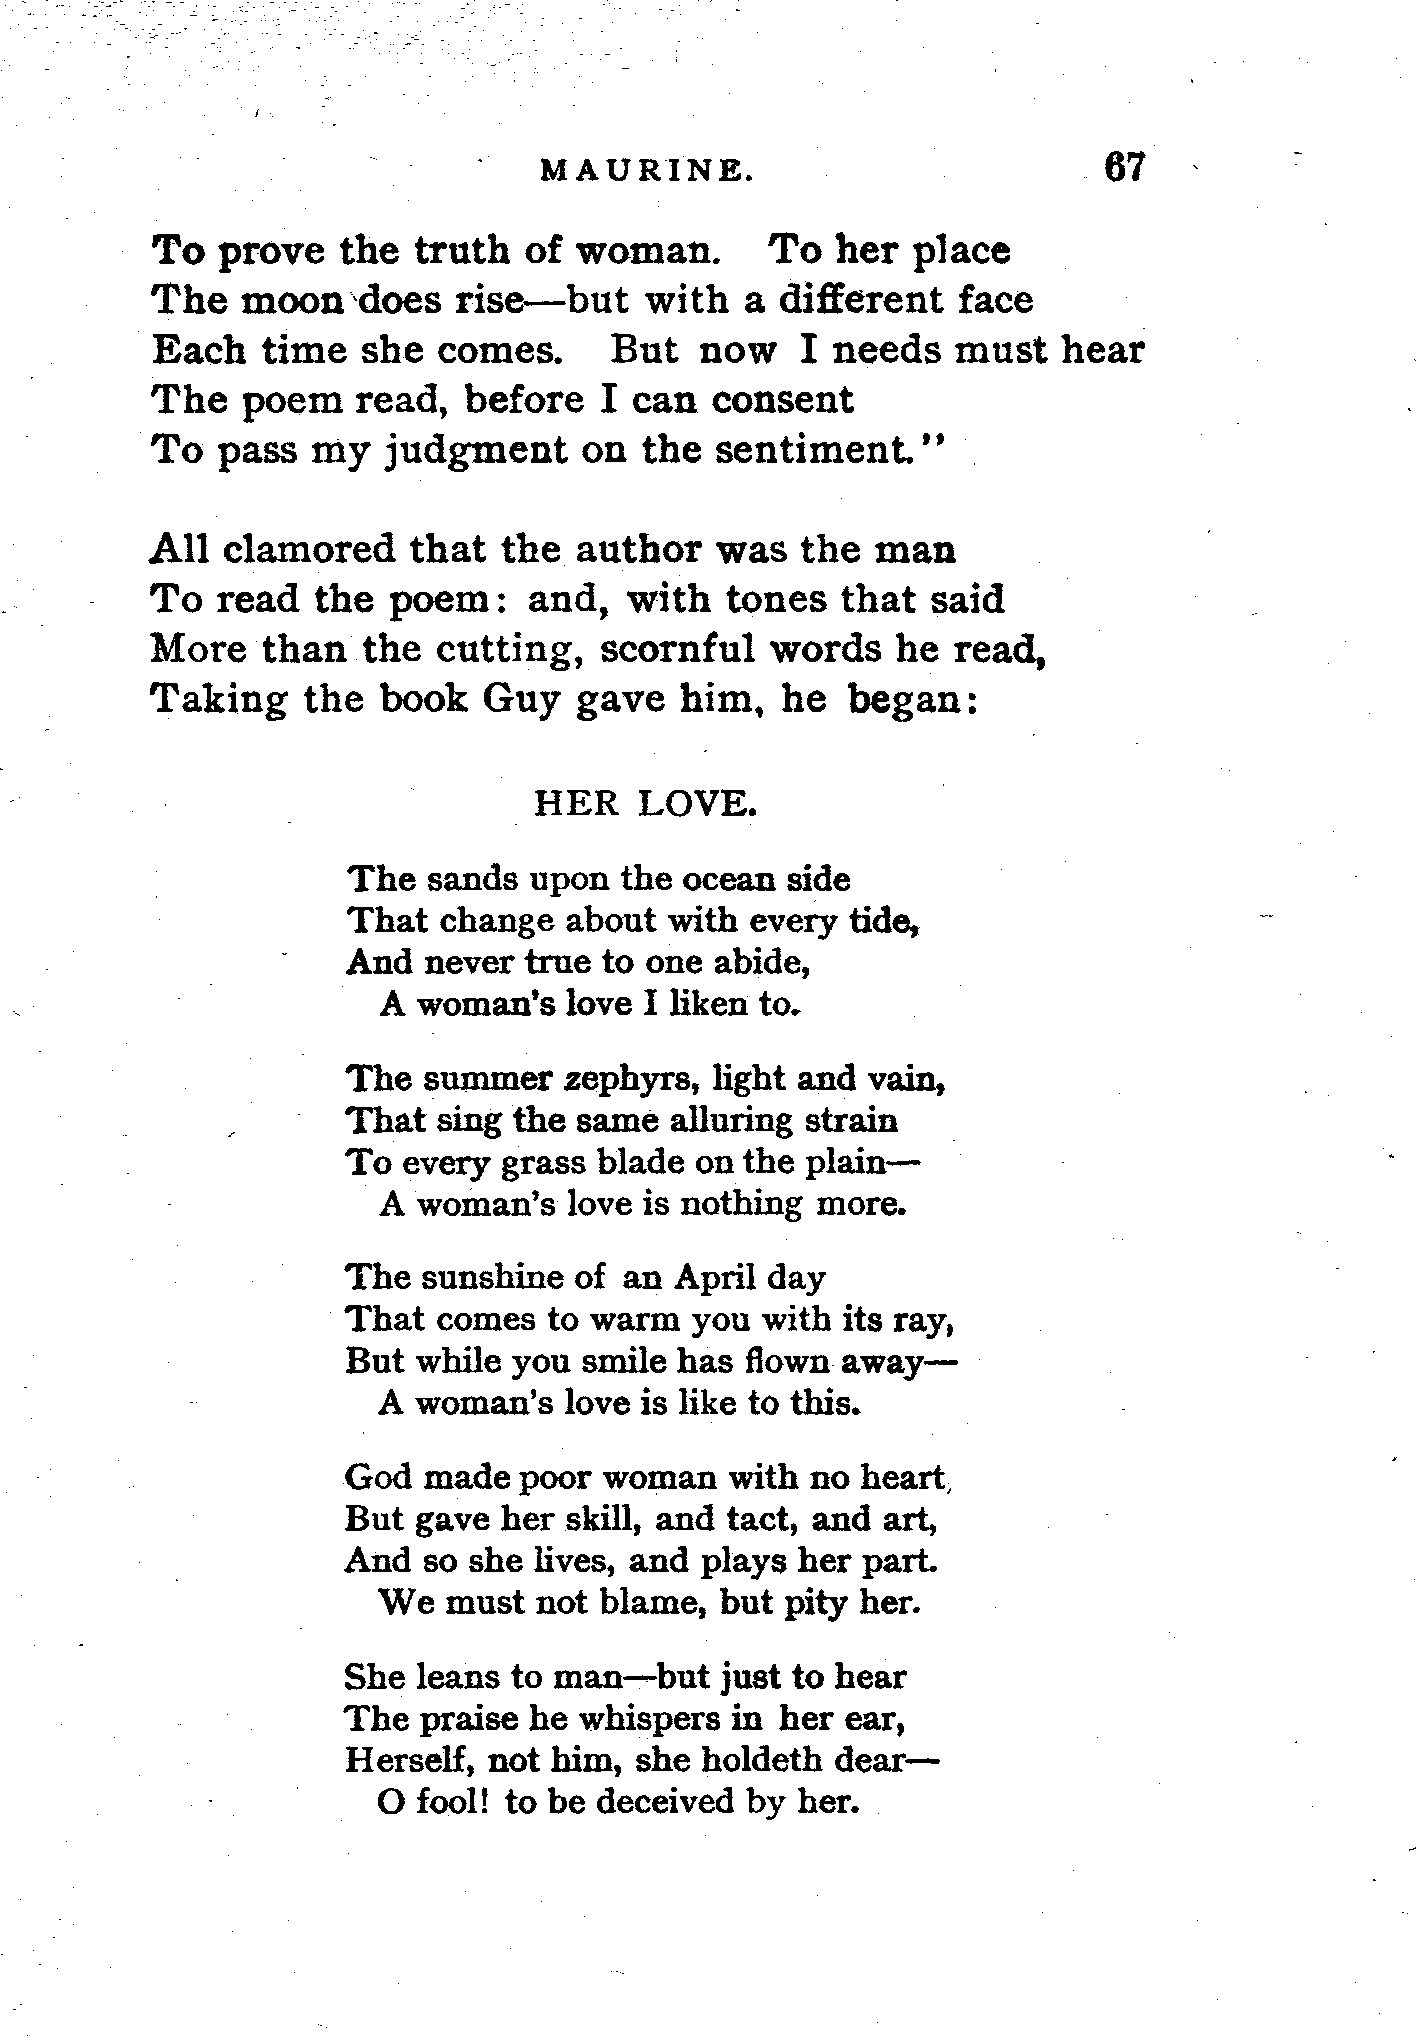 MAURINE. 67
To prove the truth of woman. To her place
The moon does rise—but with a different face
Each time she comes. But now I needs must hear
The poem read, before I can consent
To pass my judgment on the sentiment."
All clamored that the author was the man
To read the poem: and, with tones that said
More than the cutting, scornful words he read,
Taking the book Guy gave him, he began:
HER LOVE.
The sands upon the ocean side
That change about with every tide,
And never true to one abide,
A woman's love I liken to.
The summer zephyrs, light and vain,
That sing the same alluring strain
To every grass blade on the plain—
A woman's love is nothing more.
The sunshine of an April day
That comes to warm you with its ray,
But while you smile has flown away—
A woman's love is like to this.
God made poor woman with no heart,
But gave her skill, and tact, and art,
And so she lives, and plays her part.
We must not blame, but pity her.
She leans to man—but just to hear
The praise he whispers in her ear,
Herself, not him, she holdeth dear—
O fool! to be deceived by her.